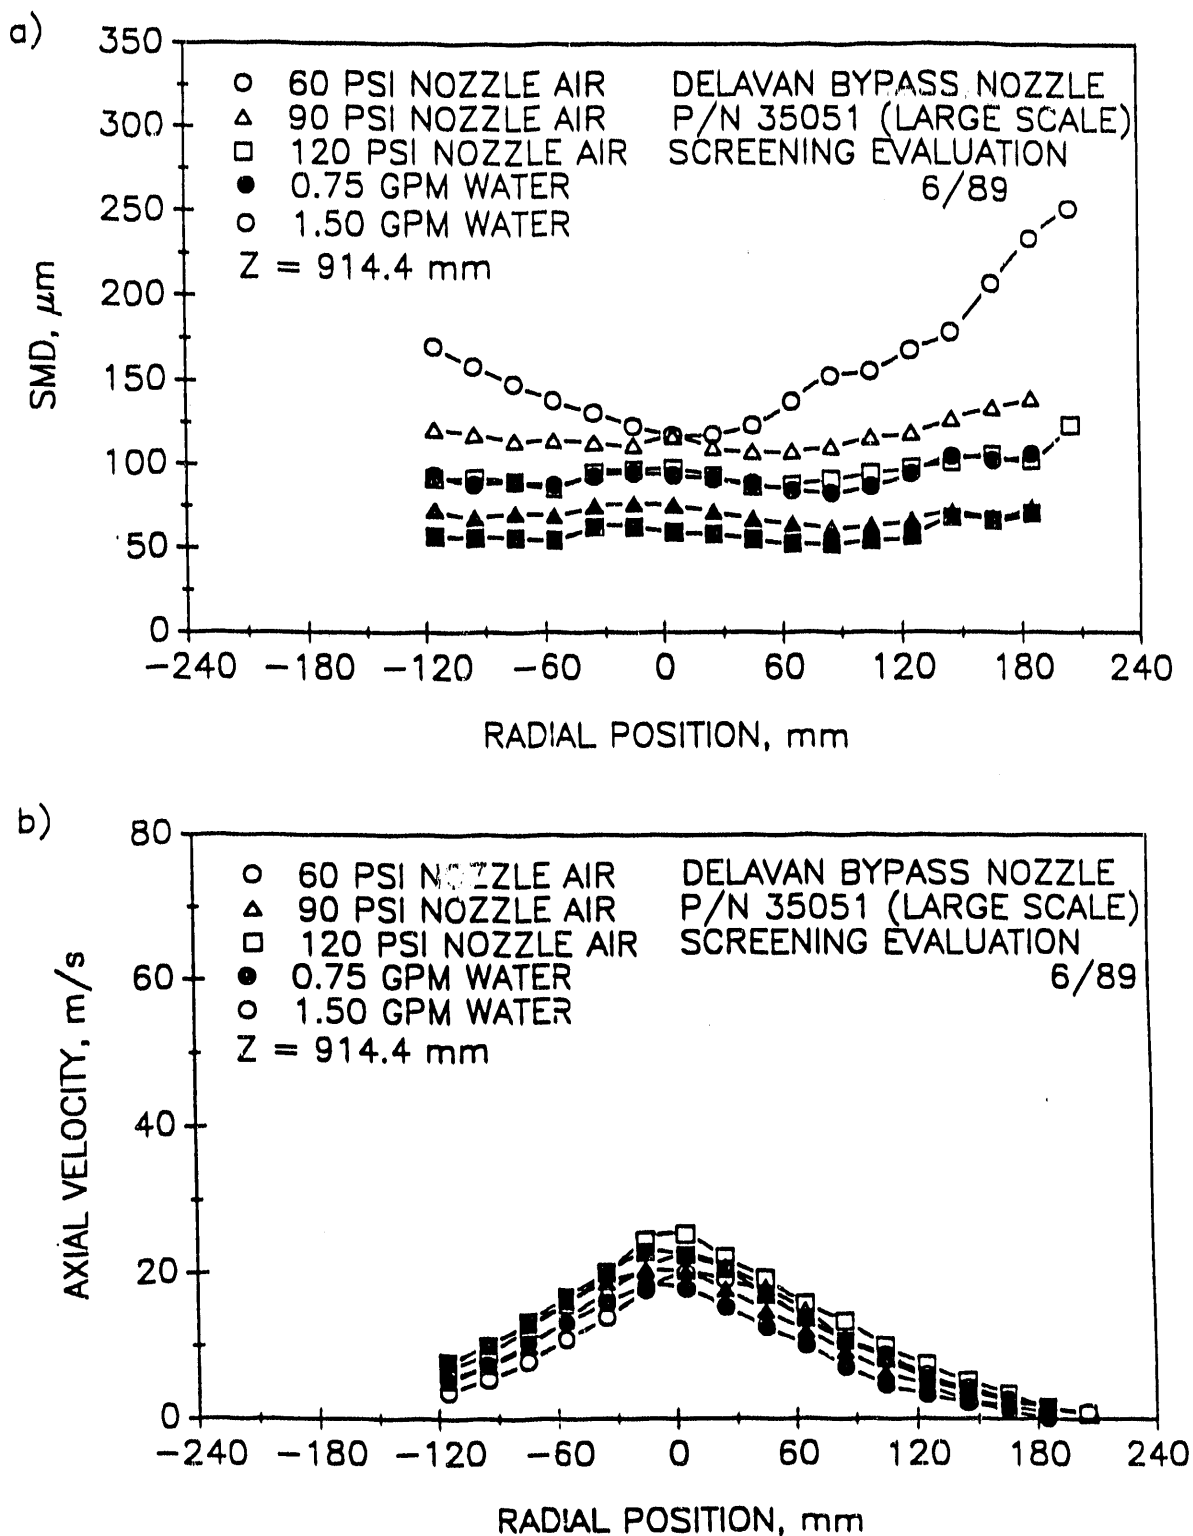 a)
350
300
250
200
150
100
50
0
SMD, μm
○ 60 PSI NOZZLE AIR
△ 90 PSI NOZZLE AIR
□ 120 PSI NOZZLE AIR
● 0.75 GPM WATER
○ 1.50 GPM WATER
Z = 914.4 mm
DELAVAN BYPASS NOZZLE
P/N 35051 (LARGE SCALE)
SCREENING EVALUATION
6/89
−240 −180 −120 −60 0 60 120 180 240
RADIAL POSITION, mm
b)
80
60
40
20
0
AXIAL VELOCITY, m/s
○ 60 PSI NOZZLE AIR
△ 90 PSI NOZZLE AIR
□ 120 PSI NOZZLE AIR
● 0.75 GPM WATER
○ 1.50 GPM WATER
Z = 914.4 mm
DELAVAN BYPASS NOZZLE
P/N 35051 (LARGE SCALE)
SCREENING EVALUATION
6/89
−240 −180 −120 −60 0 60 120 180 240
RADIAL POSITION, mm